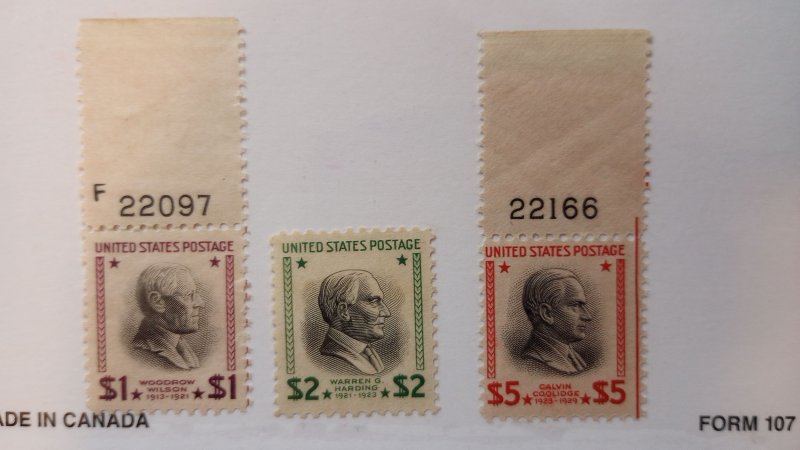 F 22097
22166
UNITED STATES POSTAGE
$1 WOODROW WILSON $1
1913-1921
UNITED STATES POSTAGE
$2 WARREN G. HARDING $2
1921-1923
UNITED STATES POSTAGE
$5 CALVIN COOLIDGE $5
1923-1929
ADE IN CANADA
FORM 107